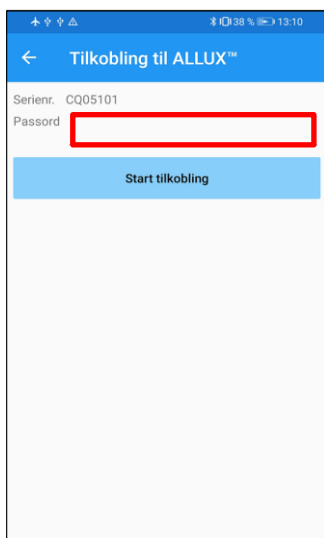 38 % 13:10
Tilkobling til ALLUX™
Serienr. CQ05101
Passord
Start tilkobling